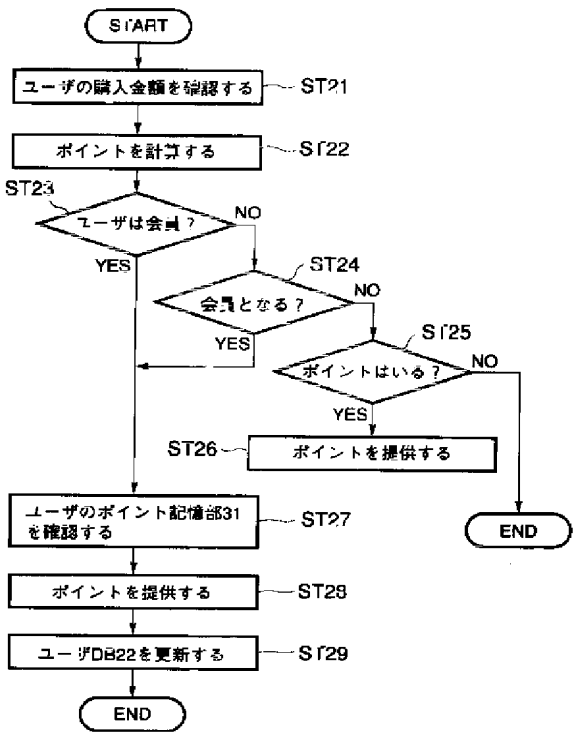 START
ユーザの購入金額を確認する
ST21
ポイントを計算する
ST22
ST23
ユーザは会員？
NO
YES
ST24
会員となる？
NO
YES
ST25
ポイントはいる？
NO
YES
ST26
ポイントを提供する
ユーザのポイント記憶部31
を確認する
ST27
END
ポイントを提供する
ST28
ユーザDB22を更新する
ST29
END